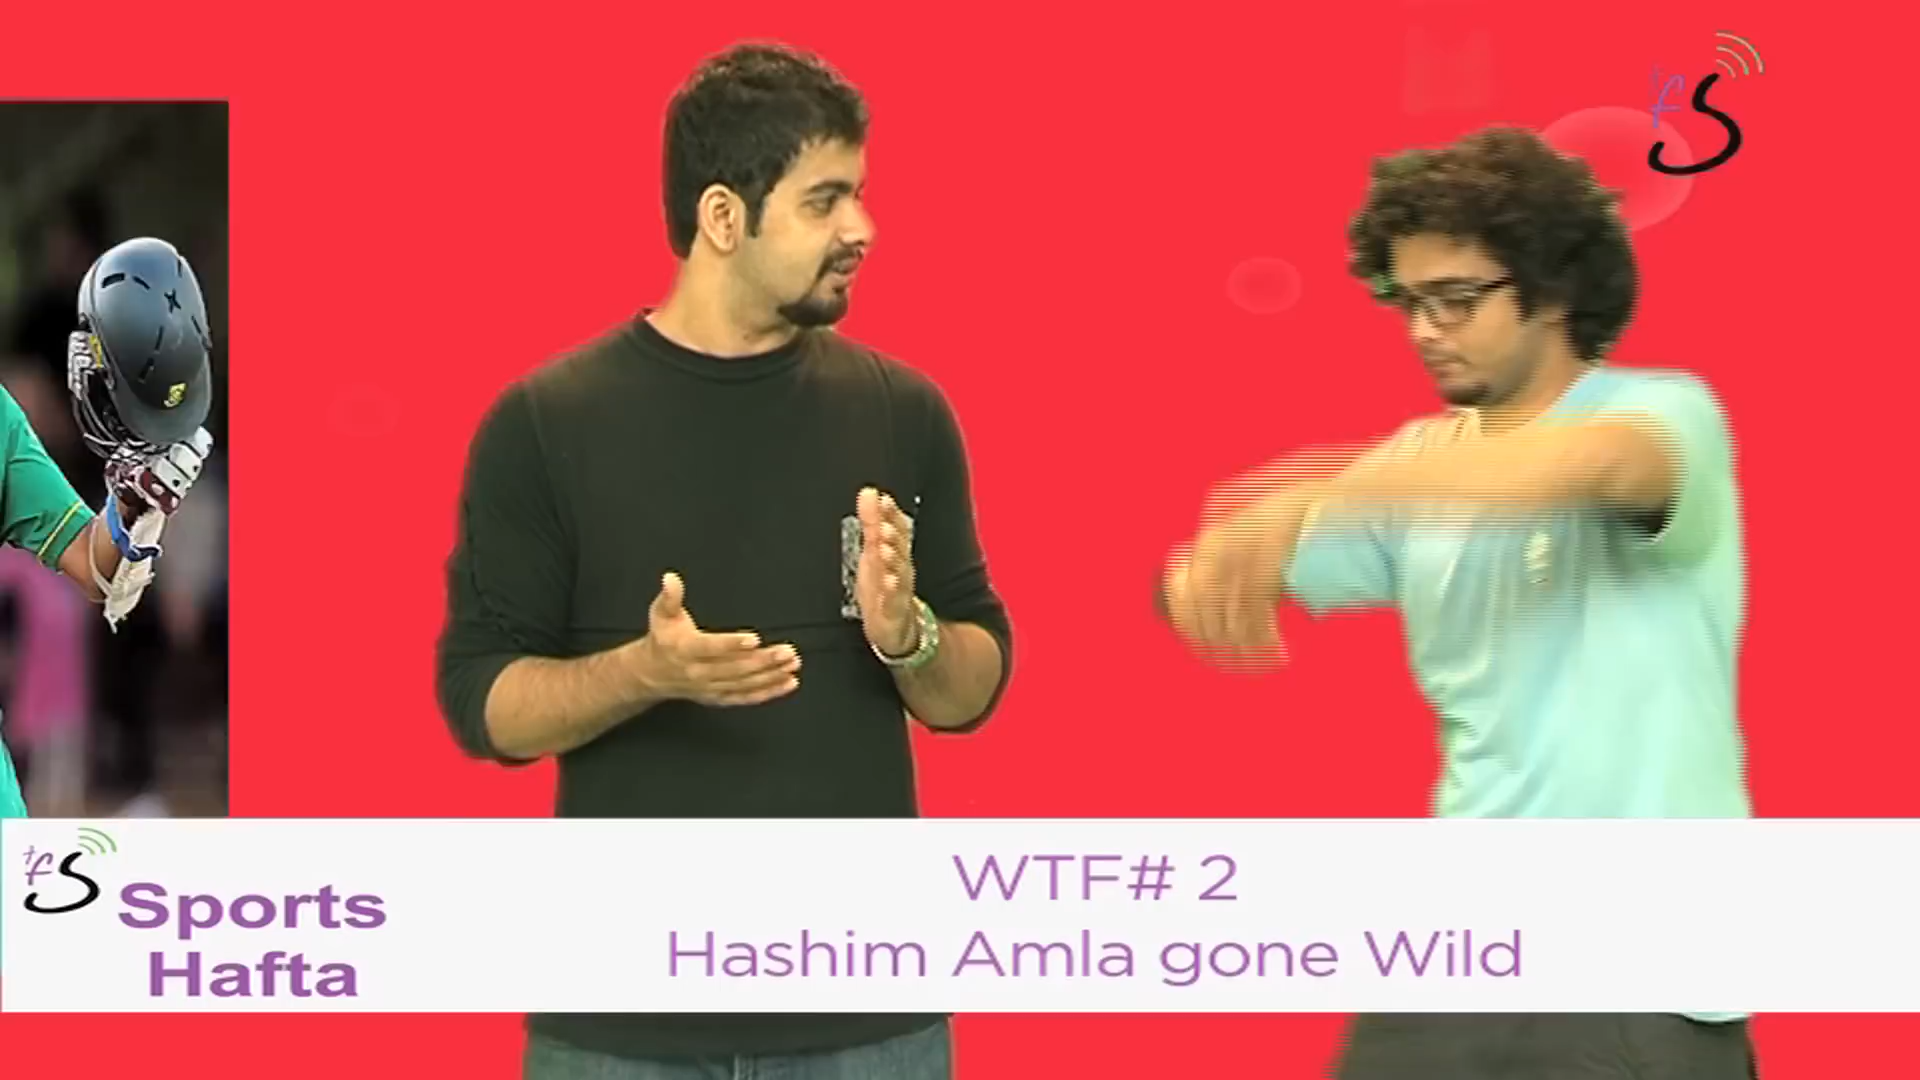 fS
fS
Sports
Hafta
WTF# 2
Hashim Amla gone Wild